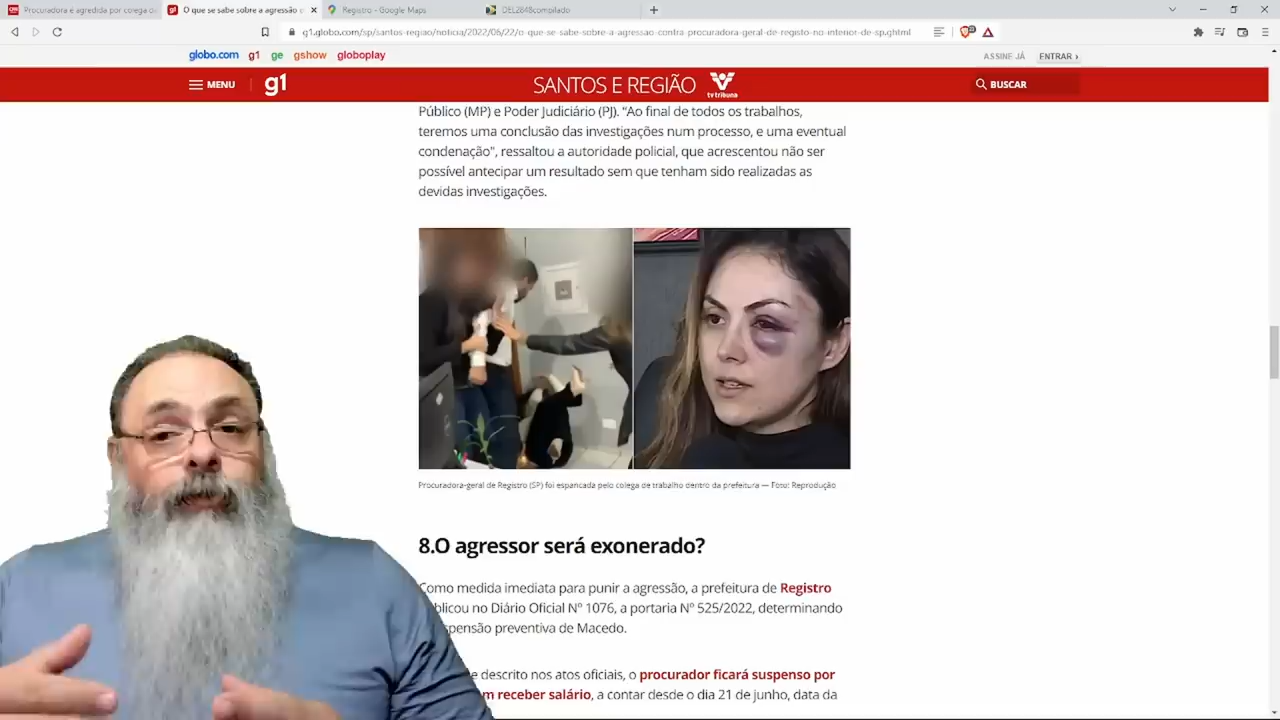 Procuradora é agredida por colega da
g1 O que se sabe sobre a agressão c
Registro - Google Maps
DEL2848compilado
g1.globo.com/sp/santos-regiao/noticia/2022/06/22/o-que-se-sabe-sobre-a-agressao-contra-procuradora-geral-de-registo-no-interior-de-sp.ghtml
globo.com g1 ge gshow globoplay
ASSINE JÁ ENTRAR ›
MENU g1 SANTOS E REGIÃO tv tribuna BUSCAR
Público (MP) e Poder Judiciário (PJ). “Ao final de todos os trabalhos,
teremos uma conclusão das investigações num processo, e uma eventual
condenação", ressaltou a autoridade policial, que acrescentou não ser
possível antecipar um resultado sem que tenham sido realizadas as
devidas investigações.
Procuradora-geral de Registro (SP) foi espancada pelo colega de trabalho dentro da prefeitura — Foto: Reprodução
8.O agressor será exonerado?
Como medida imediata para punir a agressão, a prefeitura de Registro
blicou no Diário Oficial Nº 1076, a portaria Nº 525/2022, determinando
spensão preventiva de Macedo.
e descrito nos atos oficiais, o procurador ficará suspenso por
m receber salário, a contar desde o dia 21 de junho, data da